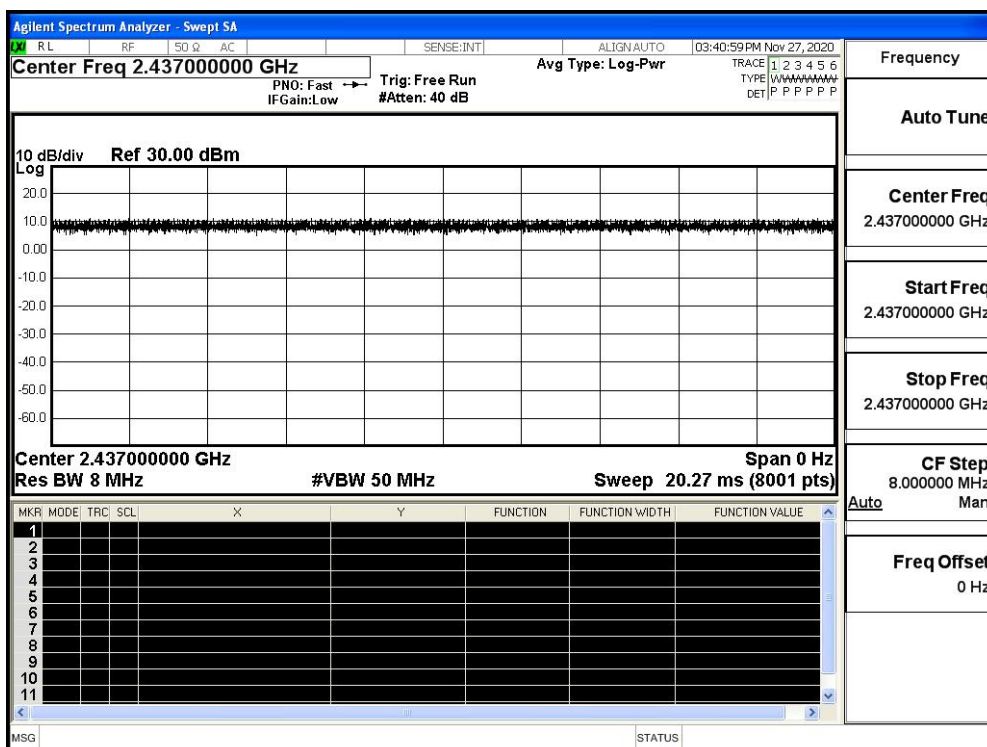 Agilent Spectrum Analyzer - Swept SA
LXI RL RF 50 Ω AC SENSE:INT ALIGNAUTO 03:40:59 PM Nov 27, 2020
Center Freq 2.437000000 GHz
PNO: Fast
IFGain:Low
Trig: Free Run
#Atten: 40 dB
Avg Type: Log-Pwr
TRACE 1 2 3 4 5 6
TYPE WWWWWW
DET P P P P P P
10 dB/div Ref 30.00 dBm
Log
20.0
10.0
0.00
-10.0
-20.0
-30.0
-40.0
-50.0
-60.0
Center 2.437000000 GHz Span 0 Hz
Res BW 8 MHz #VBW 50 MHz Sweep 20.27 ms (8001 pts)
MKR MODE TRC SCL X Y FUNCTION FUNCTION WIDTH FUNCTION VALUE
1
2
3
4
5
6
7
8
9
10
11
MSG STATUS
Frequency
Auto Tune
Center Freq
2.437000000 GHz
Start Freq
2.437000000 GHz
Stop Freq
2.437000000 GHz
CF Step
8.000000 MHz
Auto Man
Freq Offset
0 Hz